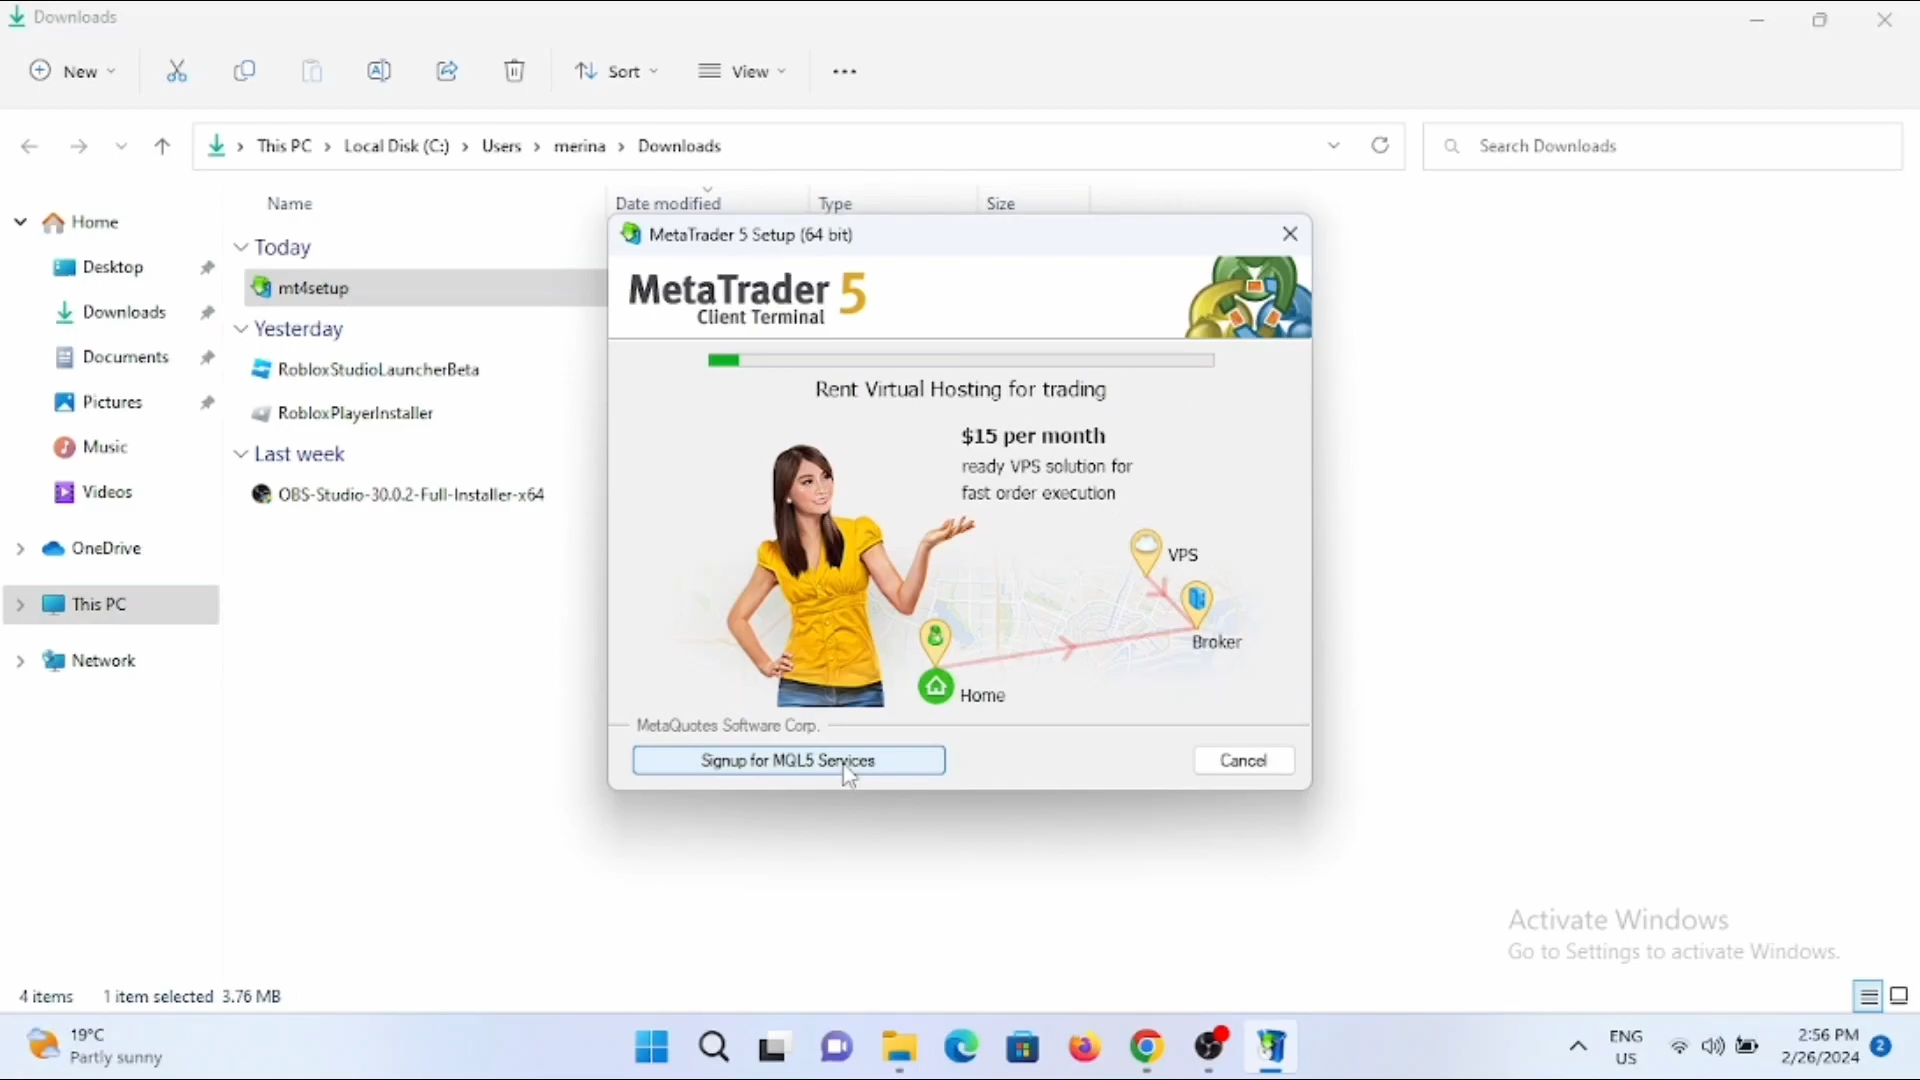 Downloads
New
Sort
View
This PC
Local Disk (C:)
Users
merina
Downloads
Search Downloads
Home
Desktop
Downloads
Documents
Pictures
Music
Videos
OneDrive
This PC
Network
Name
Date modified
Type
Size
Today
mt4setup
Yesterday
RobloxStudioLauncherBeta
RobloxPlayerInstaller
Last week
OBS-Studio-30.0.2-Full-Installer-x64
MetaTrader 5 Setup (64 bit)
MetaTrader 5
Client Terminal
Rent Virtual Hosting for trading
$15 per month
ready VPS solution for
fast order execution
VPS
Broker
Home
MetaQuotes Software Corp.
Signup for MQL5 Services
Cancel
Activate Windows
Go to Settings to activate Windows.
4 items
1 item selected 3.76 MB
19°C
Partly sunny
ENG
US
2:56 PM
2/26/2024
2